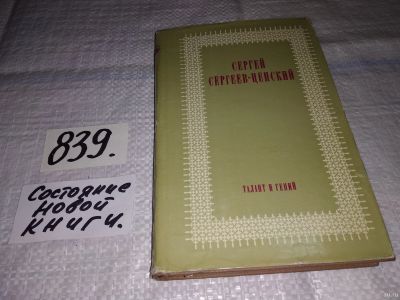 СЕРГЕЙ
СЕРГЕЕВ-ЦЕНСКИЙ
ТАЛАНТ И ГЕНИЙ
839.
Состояние
новой
книги.